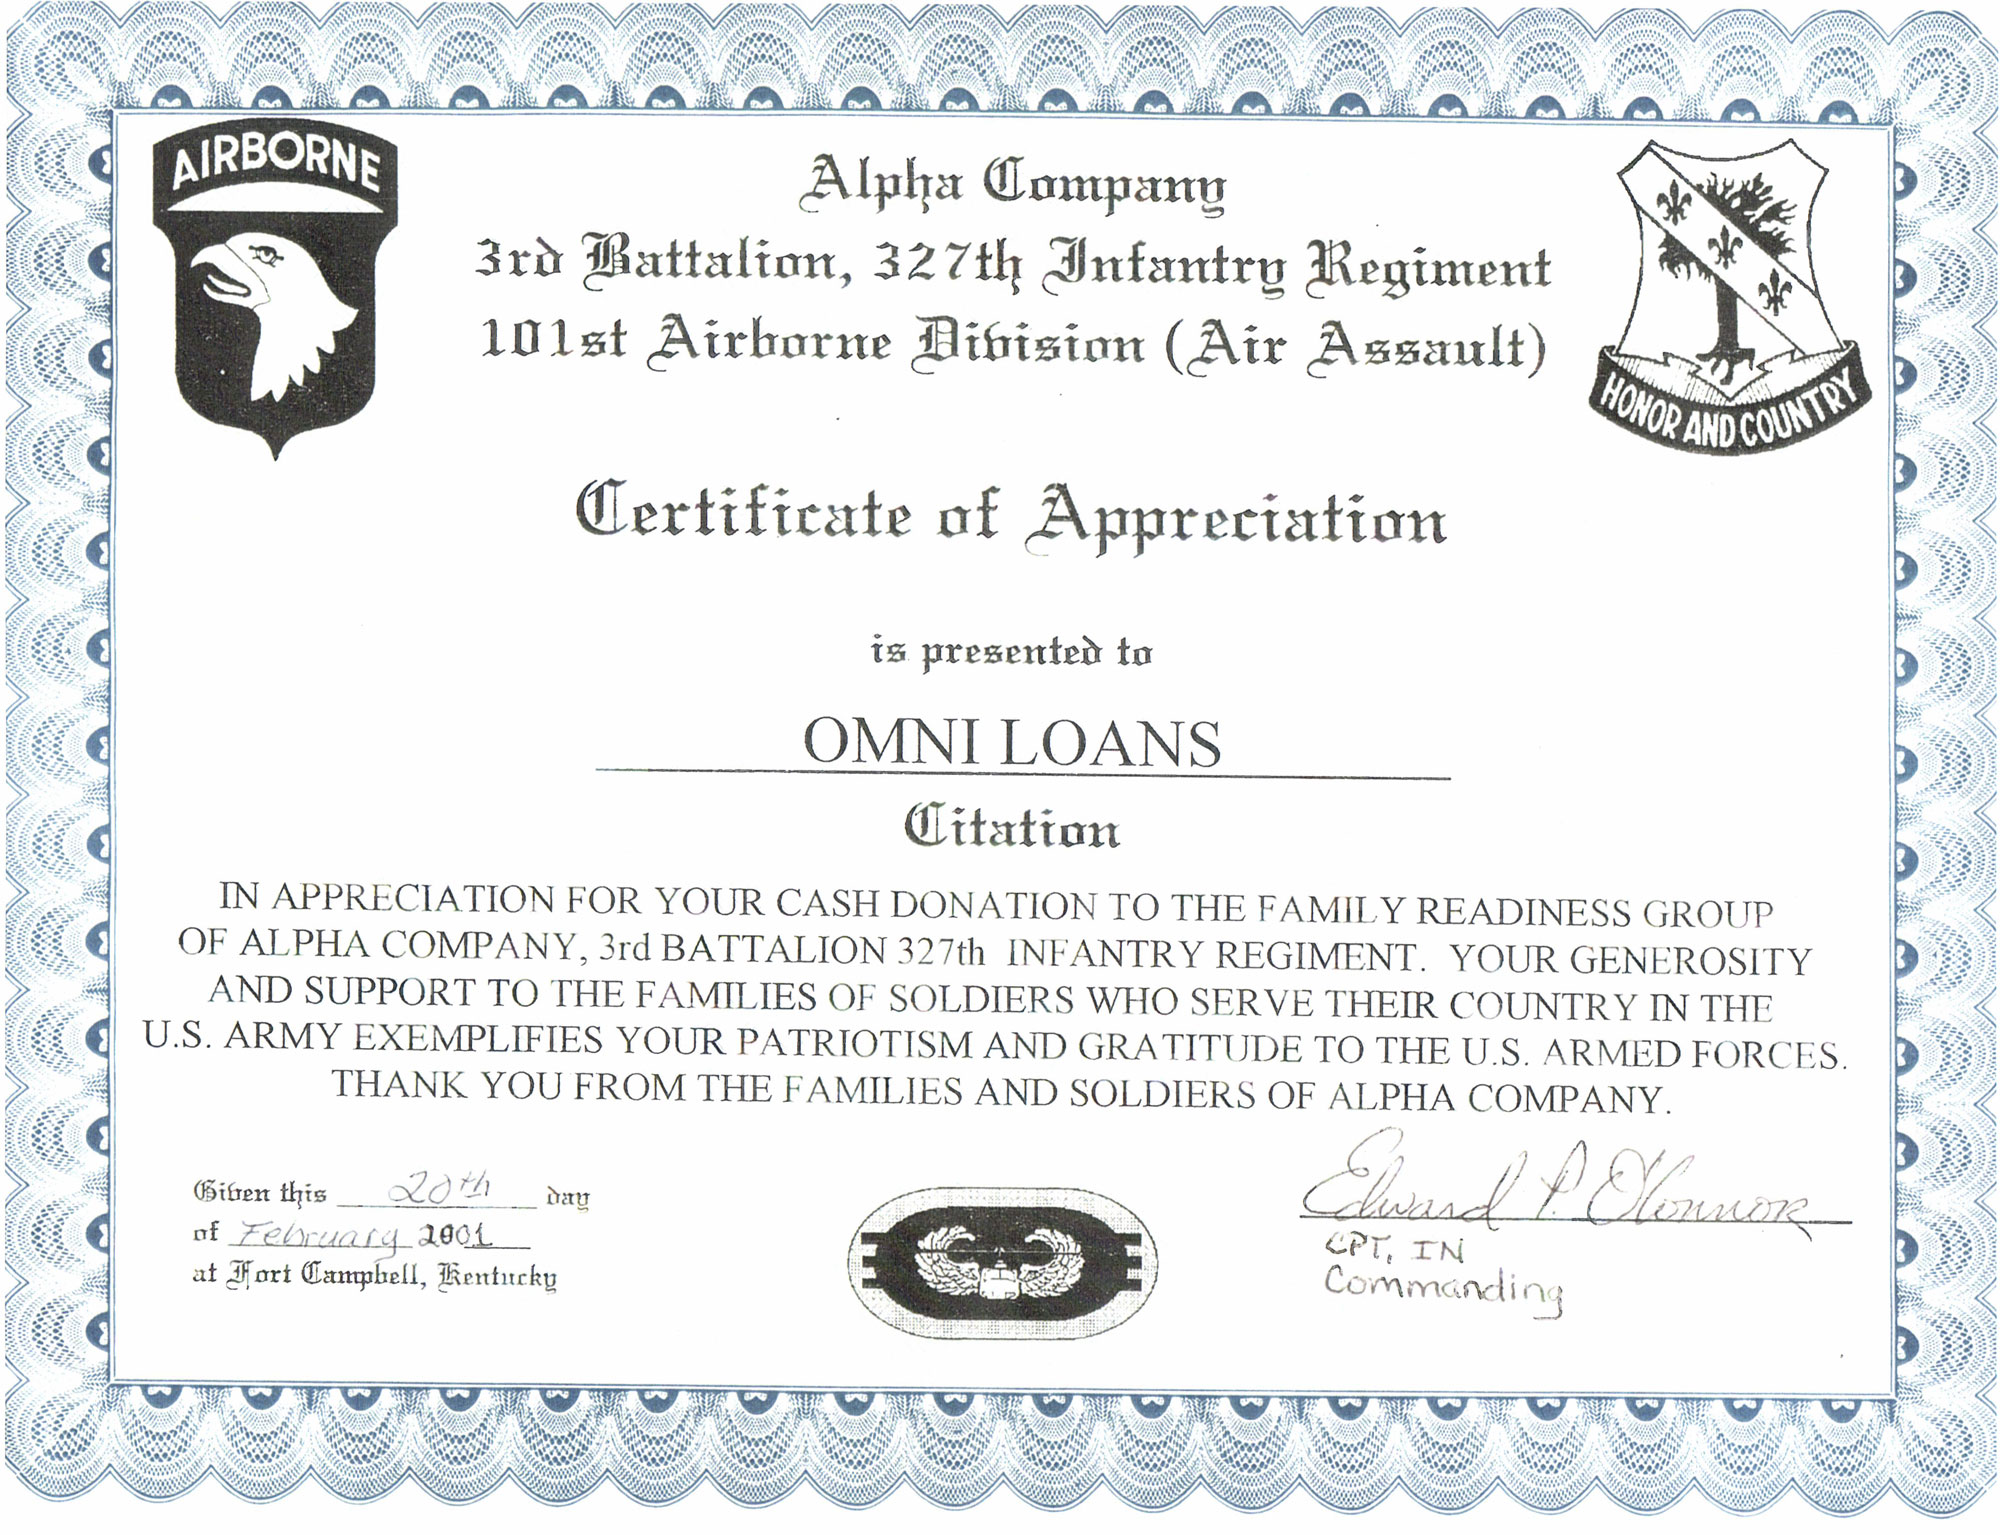 AIRBORNE
Alpha Company
3rd Battalion, 327th Infantry Regiment
101st Airborne Division (Air Assault)
HONOR AND COUNTRY
Certificate of Appreciation
is presented to
OMNI LOANS
Citation
IN APPRECIATION FOR YOUR CASH DONATION TO THE FAMILY READINESS GROUP
OF ALPHA COMPANY, 3rd BATTALION 327th INFANTRY REGIMENT. YOUR GENEROSITY
AND SUPPORT TO THE FAMILIES OF SOLDIERS WHO SERVE THEIR COUNTRY IN THE
U.S. ARMY EXEMPLIFIES YOUR PATRIOTISM AND GRATITUDE TO THE U.S. ARMED FORCES.
THANK YOU FROM THE FAMILIES AND SOLDIERS OF ALPHA COMPANY.
Given this 20th day
of February 2001
at Fort Campbell, Kentucky
Edward P. O'Connor
CPT, IN
Commanding